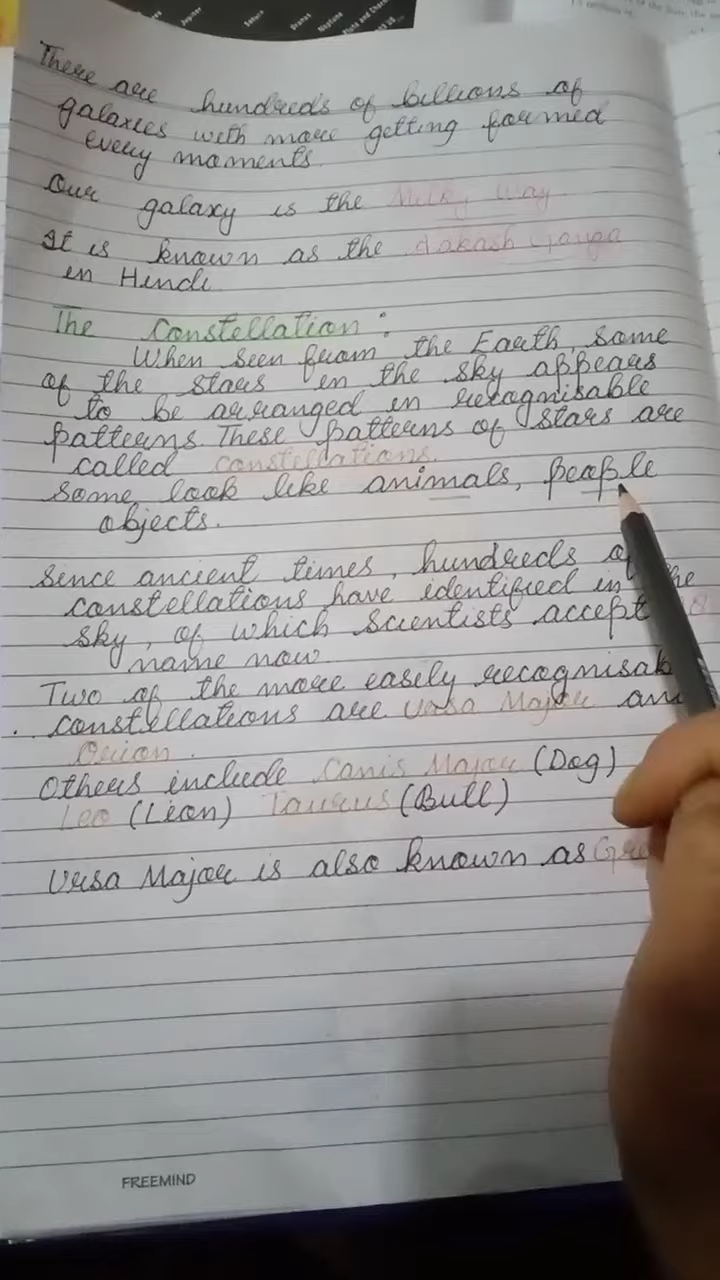 Jupiter
Saturn
Uranus
Neptune
There are hundreds of billions of
galaxies with more getting formed
every moments.
Our galaxy is the Milky Way
It is known as the Aakash Ganga
in Hindi
The Constellation:
When seen from the Earth, some
of the stars in the sky appears
to be arranged in recognisable
patterns. These patterns of stars are
called constellations.
Some look like animals, people
objects.
Since ancient times, hundreds
constellations have identified in
sky, of which scientists accept
name now.
Two of the more easily
constellations are Ursa Major
Orion.
Others include Canis Major (Dog)
Leo (Lion) Taurus (Bull)
Ursa Major is also known as
FREEMIND